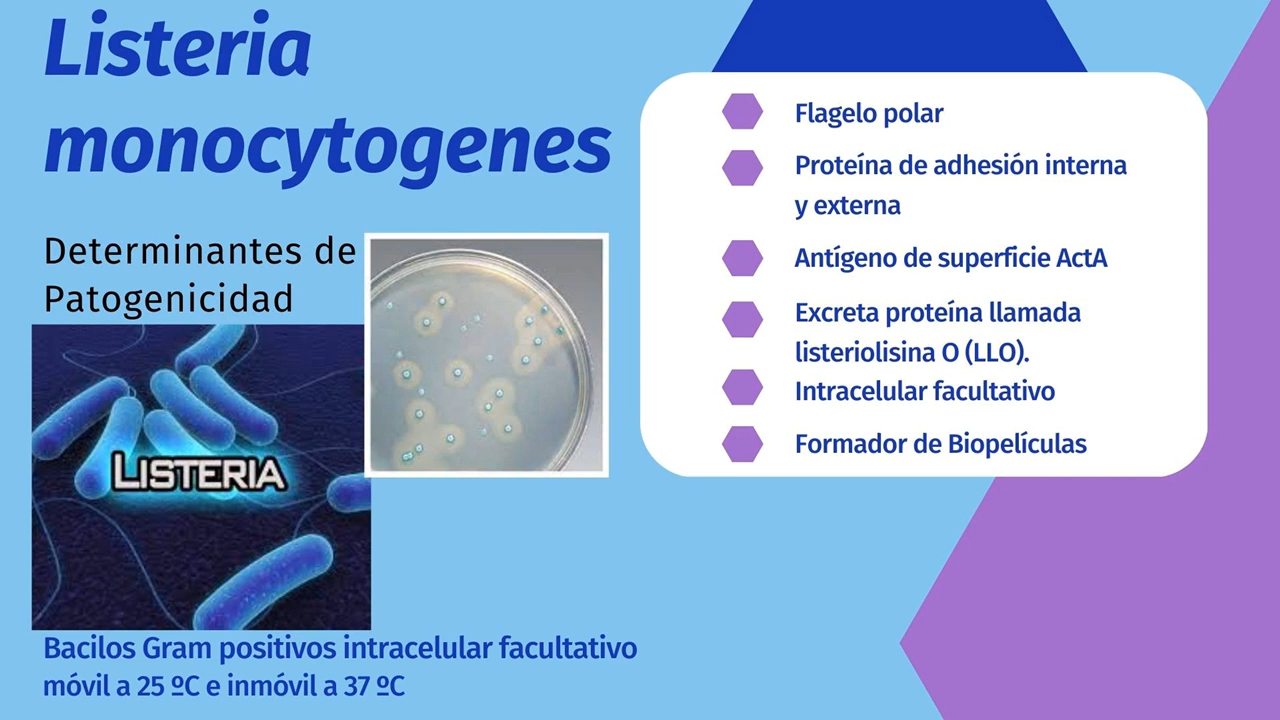 Listeria
monocytogenes
Determinantes de
Patogenicidad
LISTERIA
Bacilos Gram positivos intracelular facultativo
móvil a 25 ºC e inmóvil a 37 ºC
Flagelo polar
Proteína de adhesión interna
y externa
Antígeno de superficie ActA
Excreta proteína llamada
listeriolisina O (LLO).
Intracelular facultativo
Formador de Biopelículas